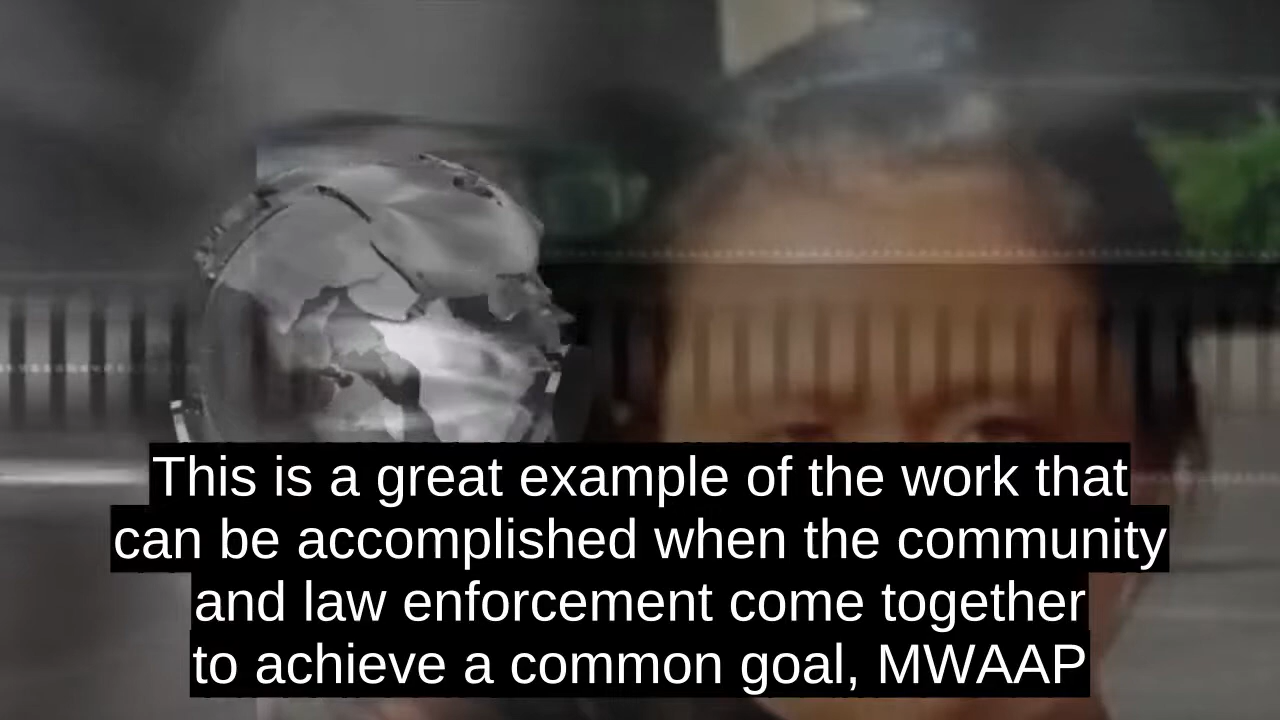 This is a great example of the work that
can be accomplished when the community
and law enforcement come together
to achieve a common goal, MWAAP